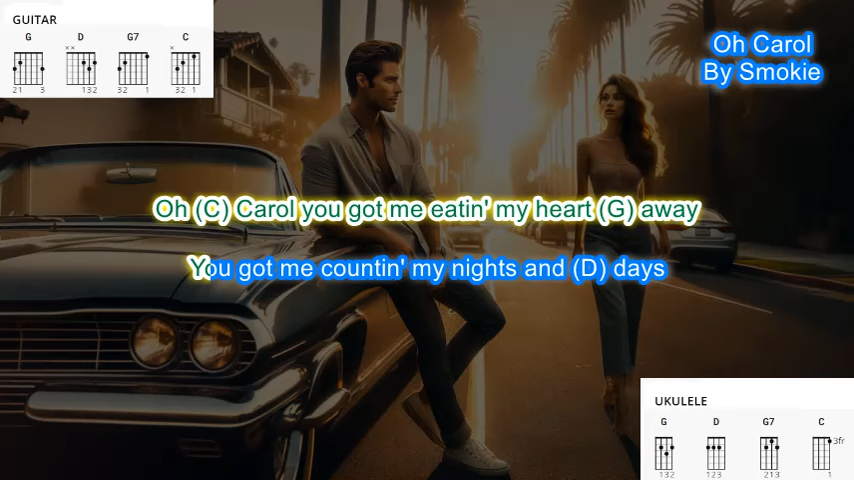 GUITAR
G D G7 C
xx x
21 3 132 32 1 32 1
Oh Carol
By Smokie
Oh (C) Carol you got me eatin' my heart (G) away
You got me countin' my nights and (D) days
UKULELE
G D G7 C
3fr
132 123 213 1